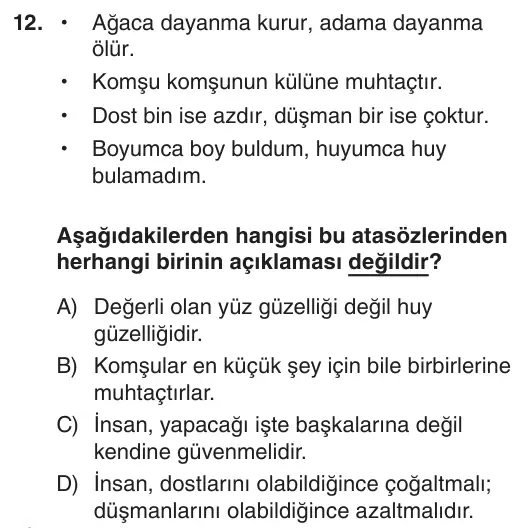 12. • Ağaca dayanma kurur, adama dayanma
ölür.
• Komşu komşunun külüne muhtaçtır.
• Dost bin ise azdır, düşman bir ise çoktur.
• Boyumca boy buldum, huyumca huy
bulamadım.
Aşağıdakilerden hangisi bu atasözlerinden
herhangi birinin açıklaması değildir?
A) Değerli olan yüz güzelliği değil huy
güzelliğidir.
B) Komşular en küçük şey için bile birbirlerine
muhtaçtırlar.
C) İnsan, yapacağı işte başkalarına değil
kendine güvenmelidir.
D) İnsan, dostlarını olabildiğince çoğaltmalı;
düşmanlarını olabildiğince azaltmalıdır.